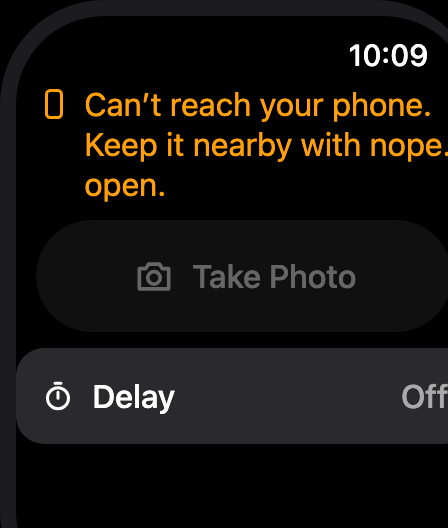 10:09
Can’t reach your phone.
Keep it nearby with nope.
open.
Take Photo
Delay Off